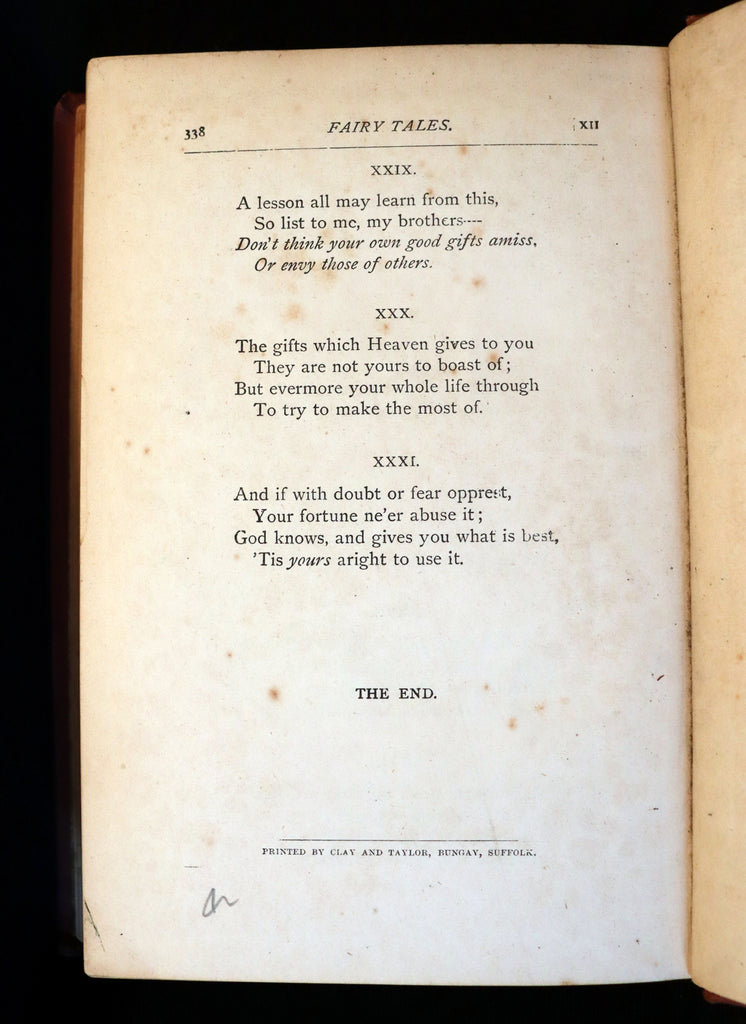 338 FAIRY TALES. XII
XXIX.
A lesson all may learn from this,
So list to me, my brothers----
Don't think your own good gifts amiss,
Or envy those of others.
XXX.
The gifts which Heaven gives to you
They are not yours to boast of;
But evermore your whole life through
To try to make the most of.
XXXI.
And if with doubt or fear opprest,
Your fortune ne'er abuse it;
God knows, and gives you what is best,
'Tis yours aright to use it.
THE END.
PRINTED BY CLAY AND TAYLOR, BUNGAY, SUFFOLK.